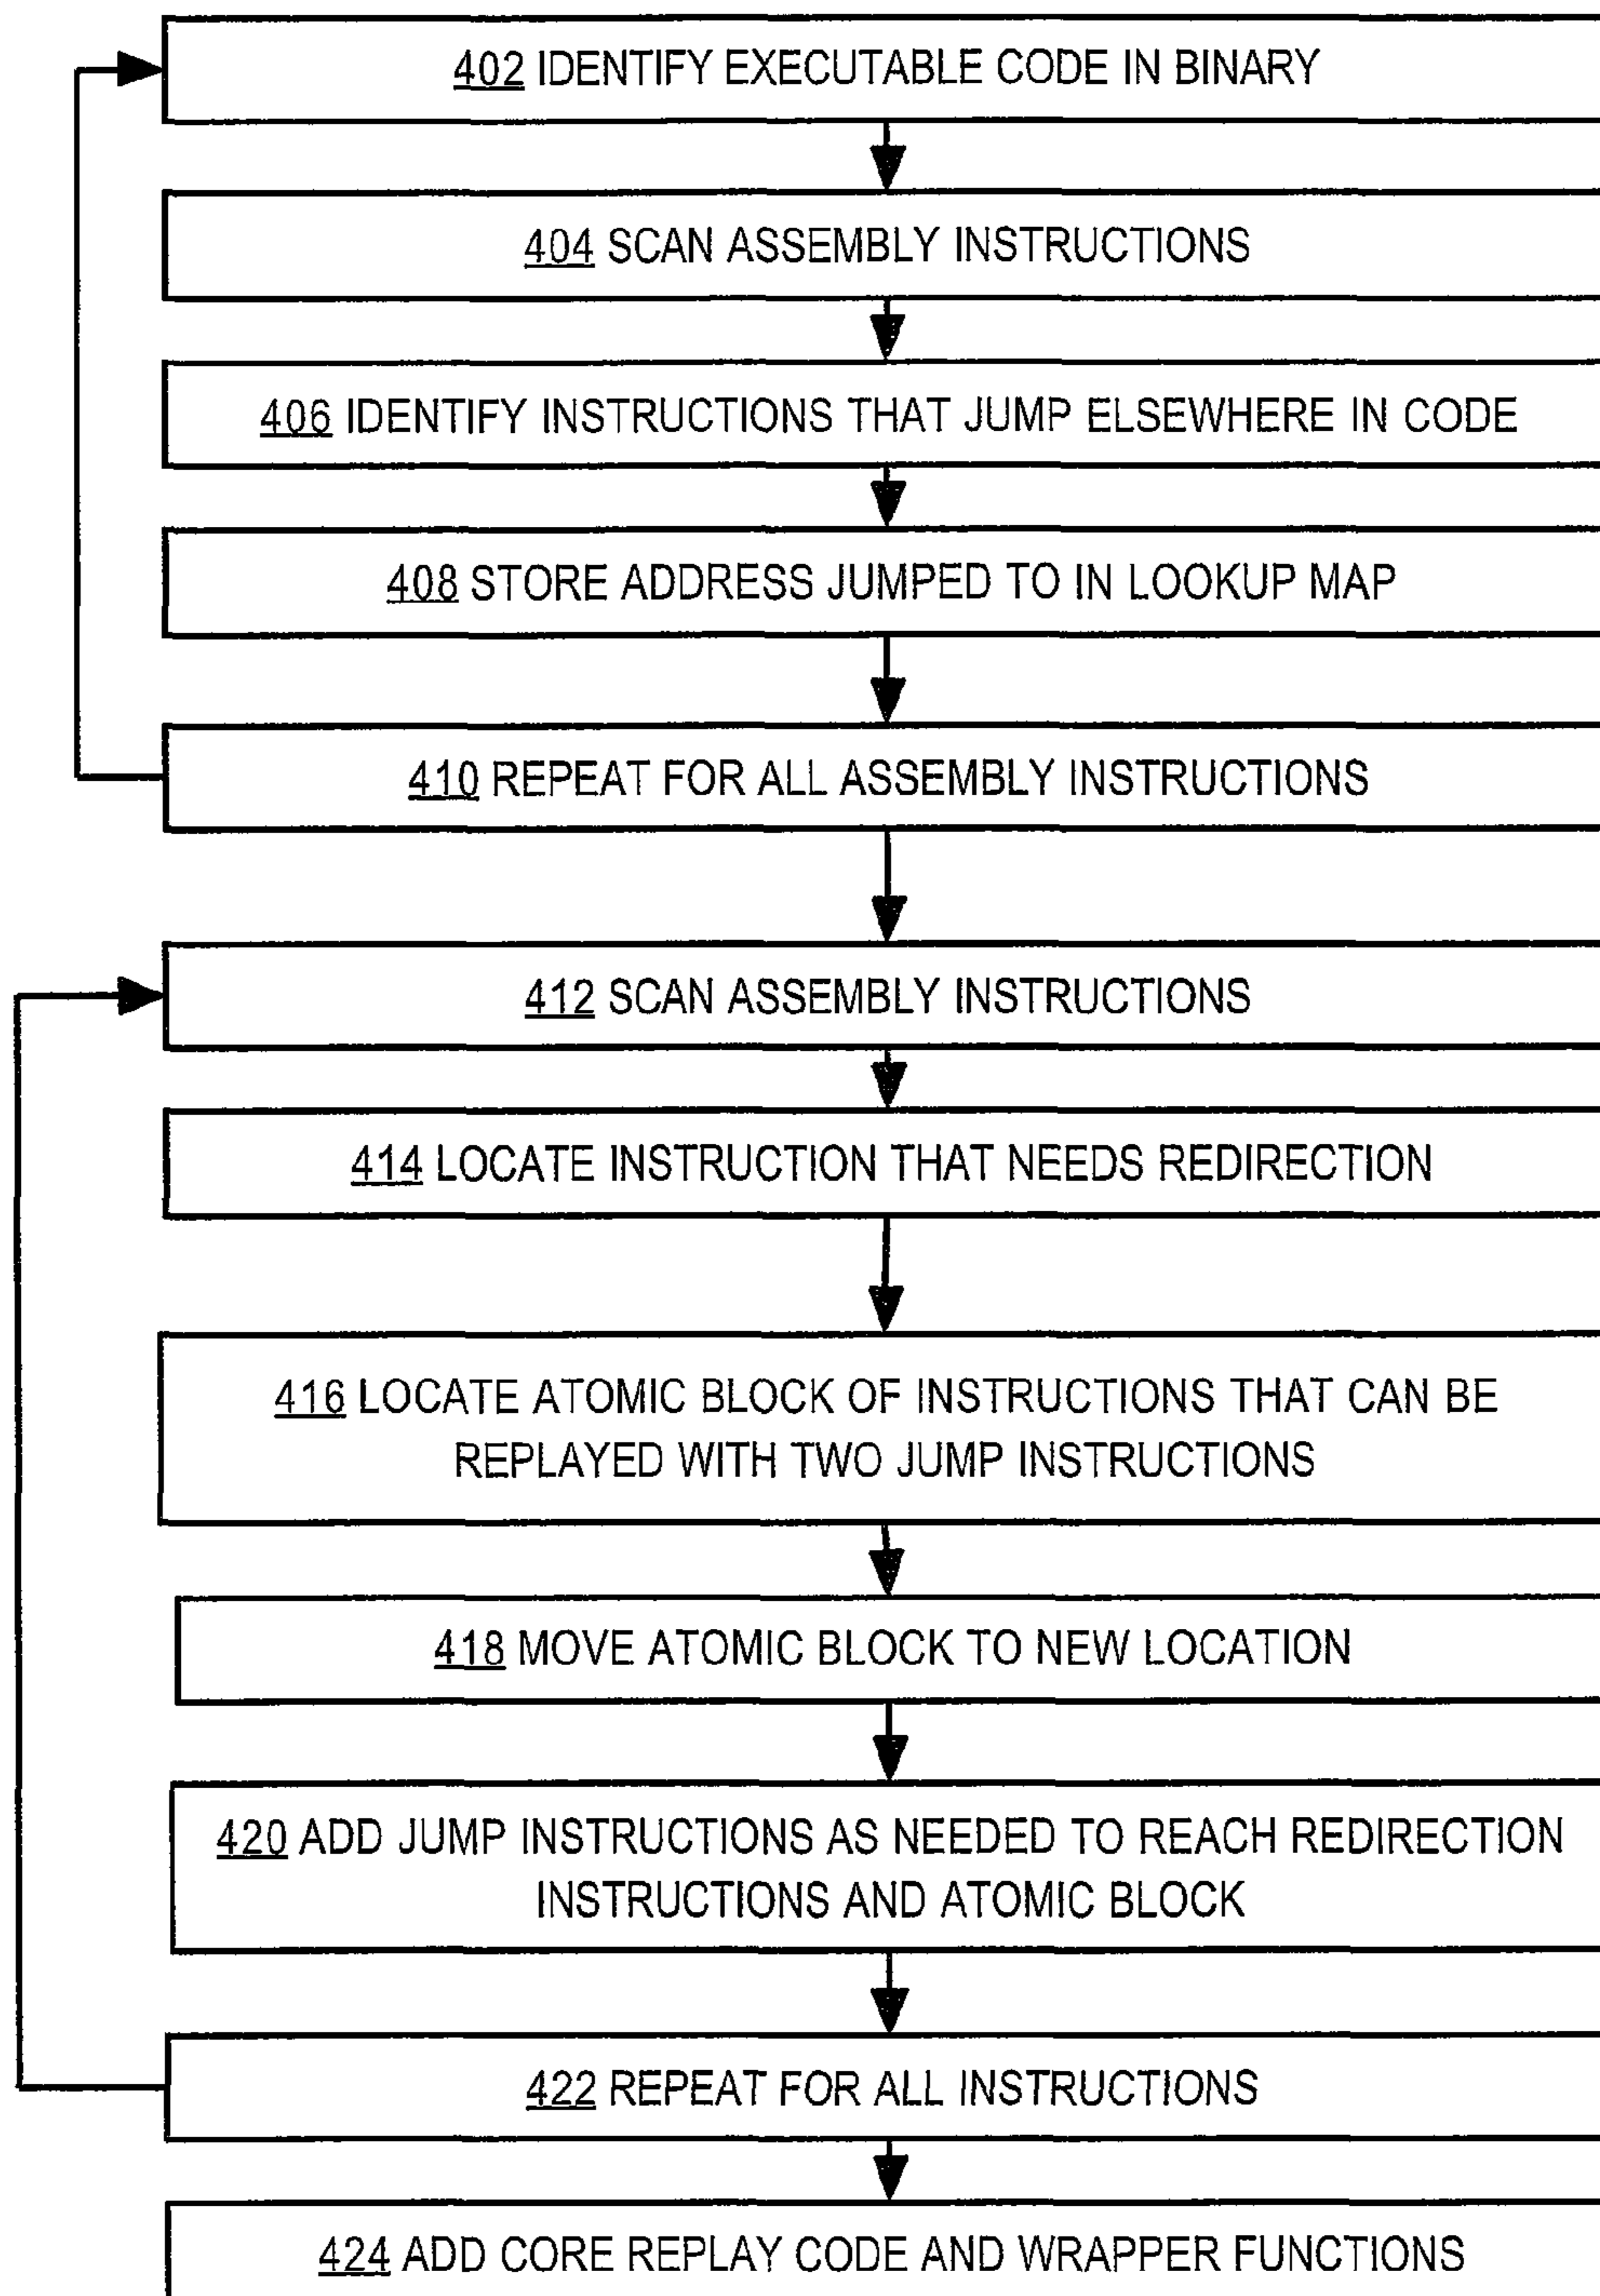 402 IDENTIFY EXECUTABLE CODE IN BINARY
404 SCAN ASSEMBLY INSTRUCTIONS
406 IDENTIFY INSTRUCTIONS THAT JUMP ELSEWHERE IN CODE
408 STORE ADDRESS JUMPED TO IN LOOKUP MAP
410 REPEAT FOR ALL ASSEMBLY INSTRUCTIONS
412 SCAN ASSEMBLY INSTRUCTIONS
414 LOCATE INSTRUCTION THAT NEEDS REDIRECTION
416 LOCATE ATOMIC BLOCK OF INSTRUCTIONS THAT CAN BE
REPLAYED WITH TWO JUMP INSTRUCTIONS
418 MOVE ATOMIC BLOCK TO NEW LOCATION
420 ADD JUMP INSTRUCTIONS AS NEEDED TO REACH REDIRECTION
INSTRUCTIONS AND ATOMIC BLOCK
422 REPEAT FOR ALL INSTRUCTIONS
424 ADD CORE REPLAY CODE AND WRAPPER FUNCTIONS